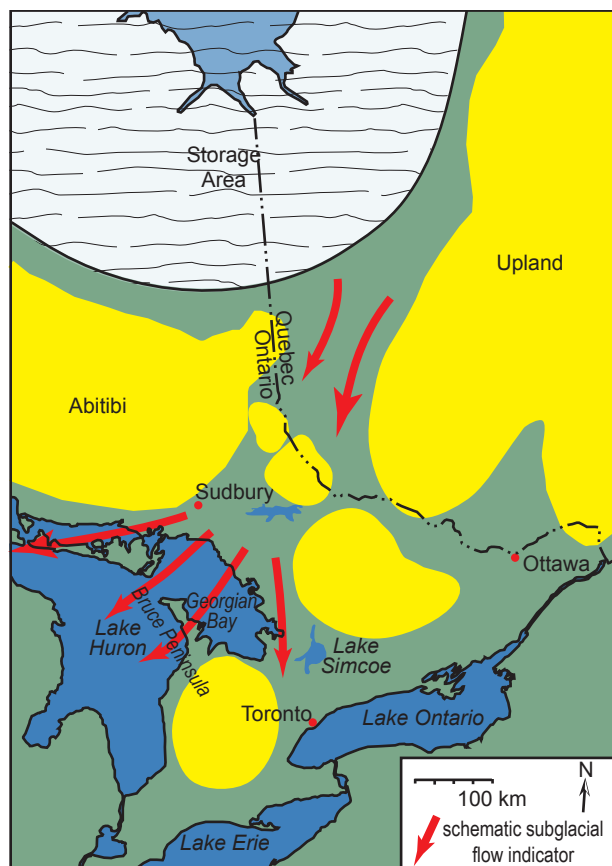 Storage
Area
Upland
Quebec
Ontario
Abitibi
Sudbury
Ottawa
Georgian
Bay
Bruce Peninsula
Lake
Huron
Lake
Simcoe
Toronto
Lake Ontario
N
100 km
schematic subglacial
flow indicator
Lake Erie